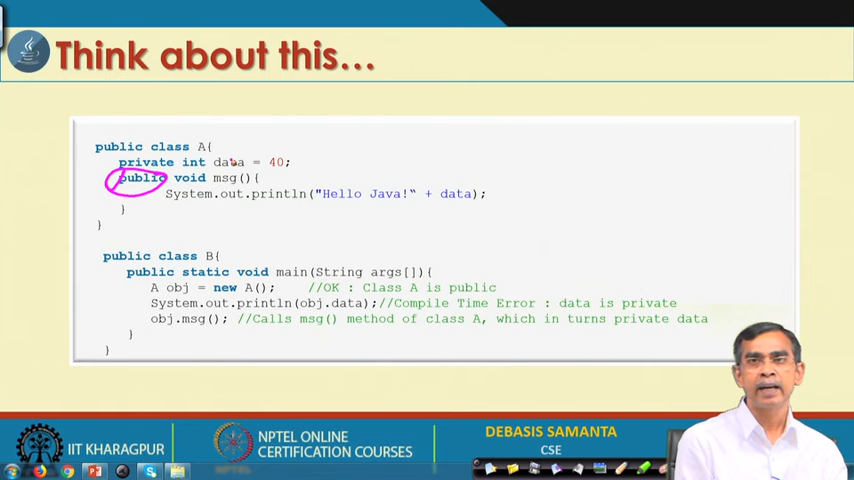 Think about this...
public class A{
private int data = 40;
public void msg(){
System.out.println("Hello Java!" + data);
}
}
public class B{
public static void main(String args[]){
A obj = new A(); //OK : Class A is public
System.out.println(obj.data);//Compile Time Error : data is private
obj.msg(); //Calls msg() method of class A, which in turns private data
}
}
IIT KHARAGPUR
NPTEL
NPTEL ONLINE
CERTIFICATION COURSES
DEBASIS SAMANTA
CSE